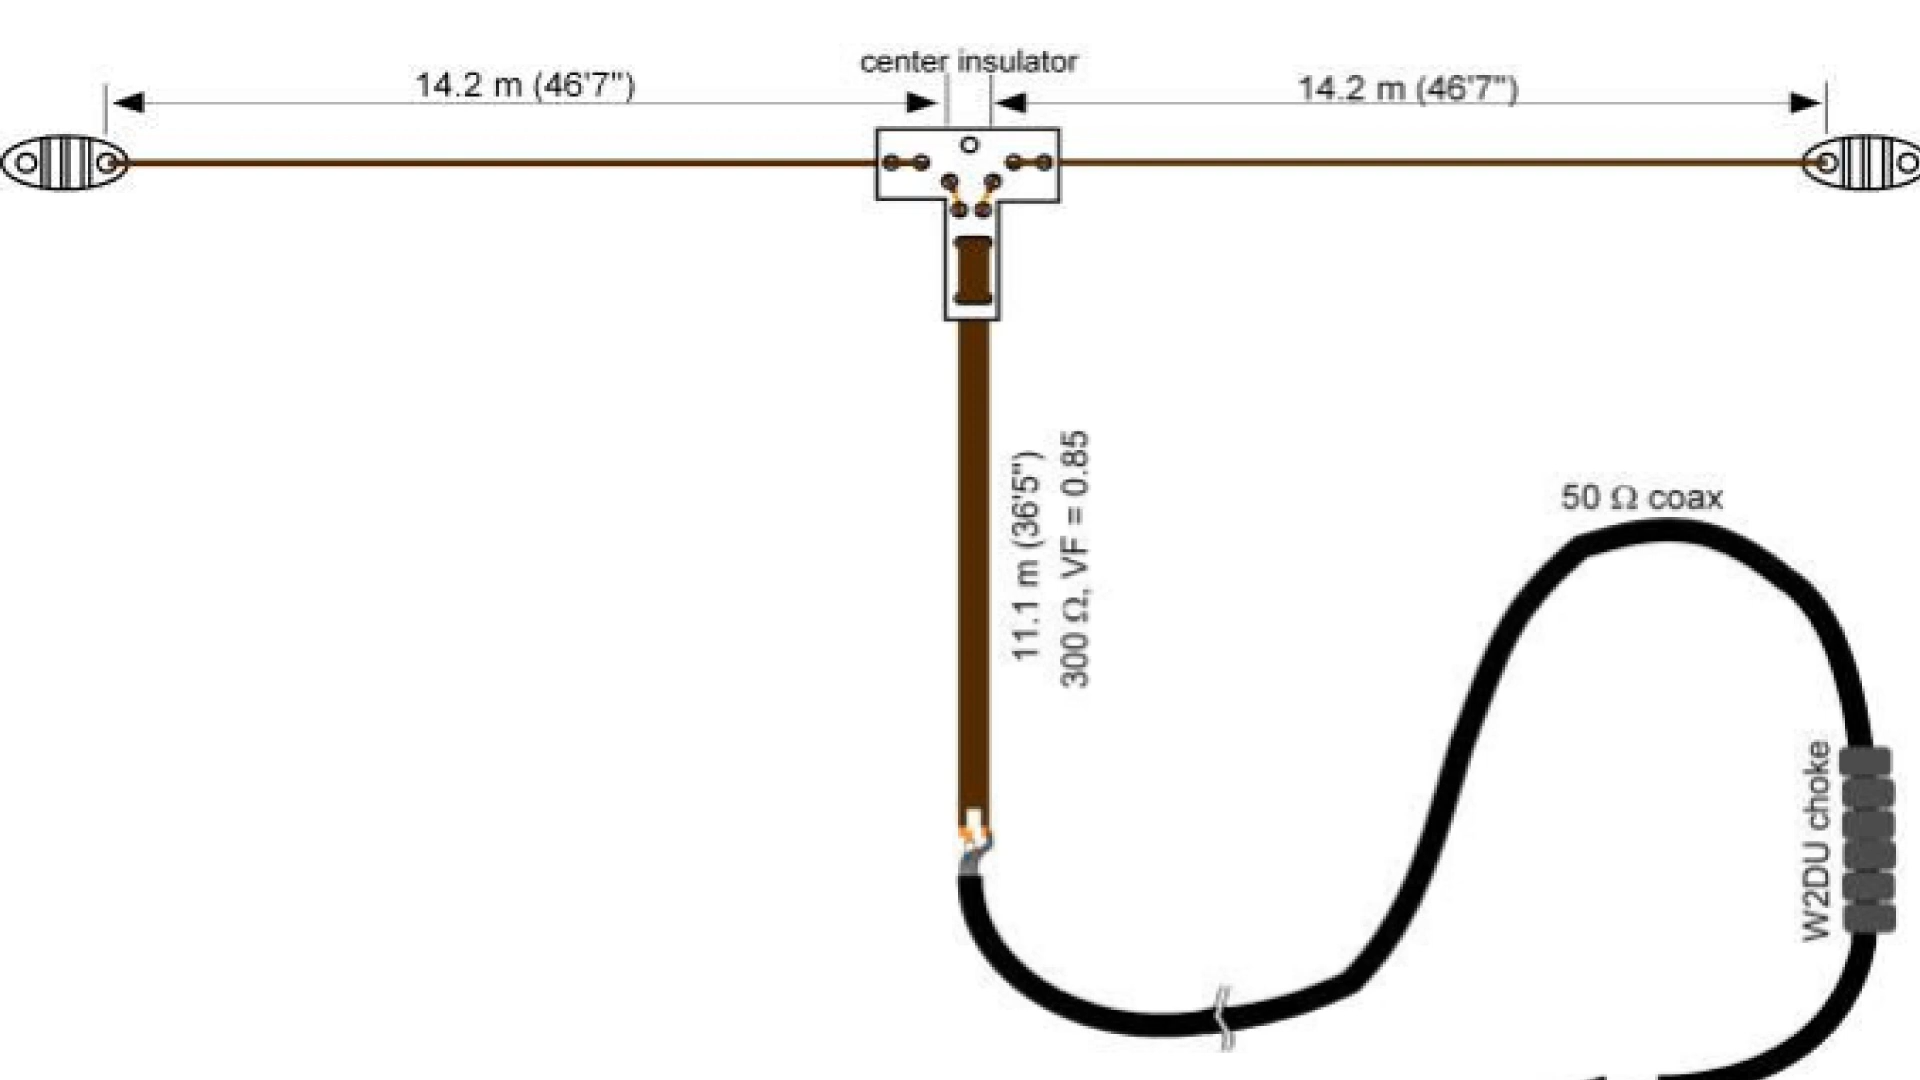 center insulator
14.2 m (46'7")
14.2 m (46'7")
11.1 m (36'5")
300 Ω, VF = 0.85
50 Ω coax
W2DU choke